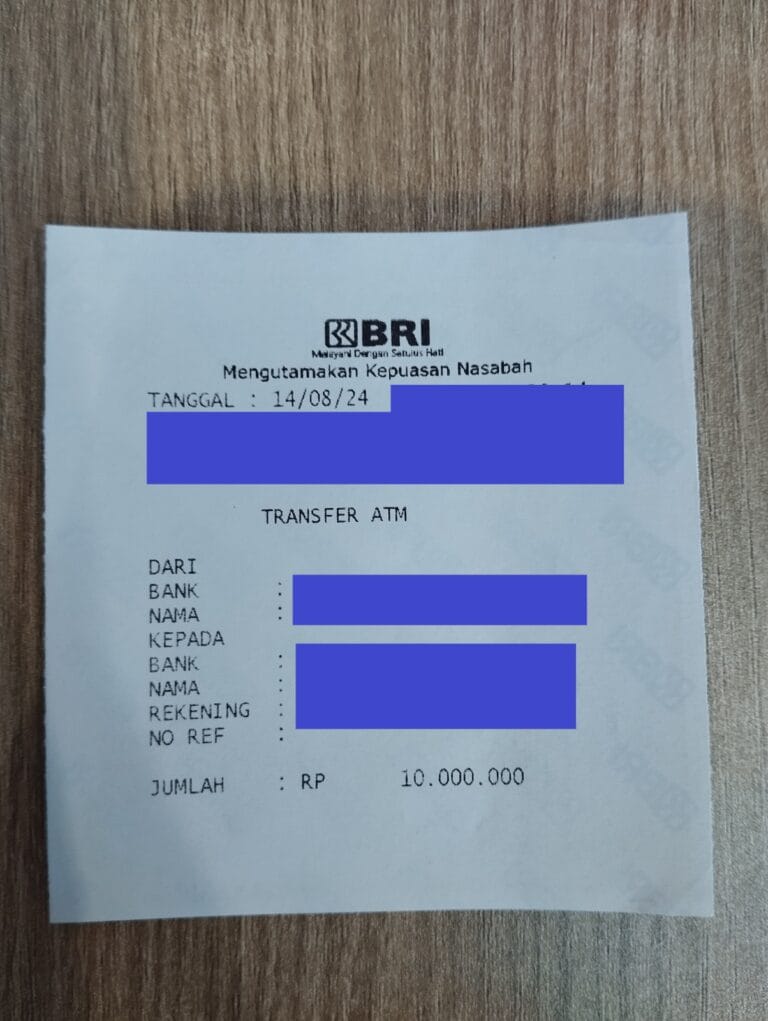 BRI
Melayani Dengan Setulus Hati
Mengutamakan Kepuasan Nasabah
TANGGAL : 14/08/24
TRANSFER ATM
DARI
BANK :
NAMA :
KEPADA
BANK :
NAMA :
REKENING :
NO REF :
JUMLAH : RP 10.000.000